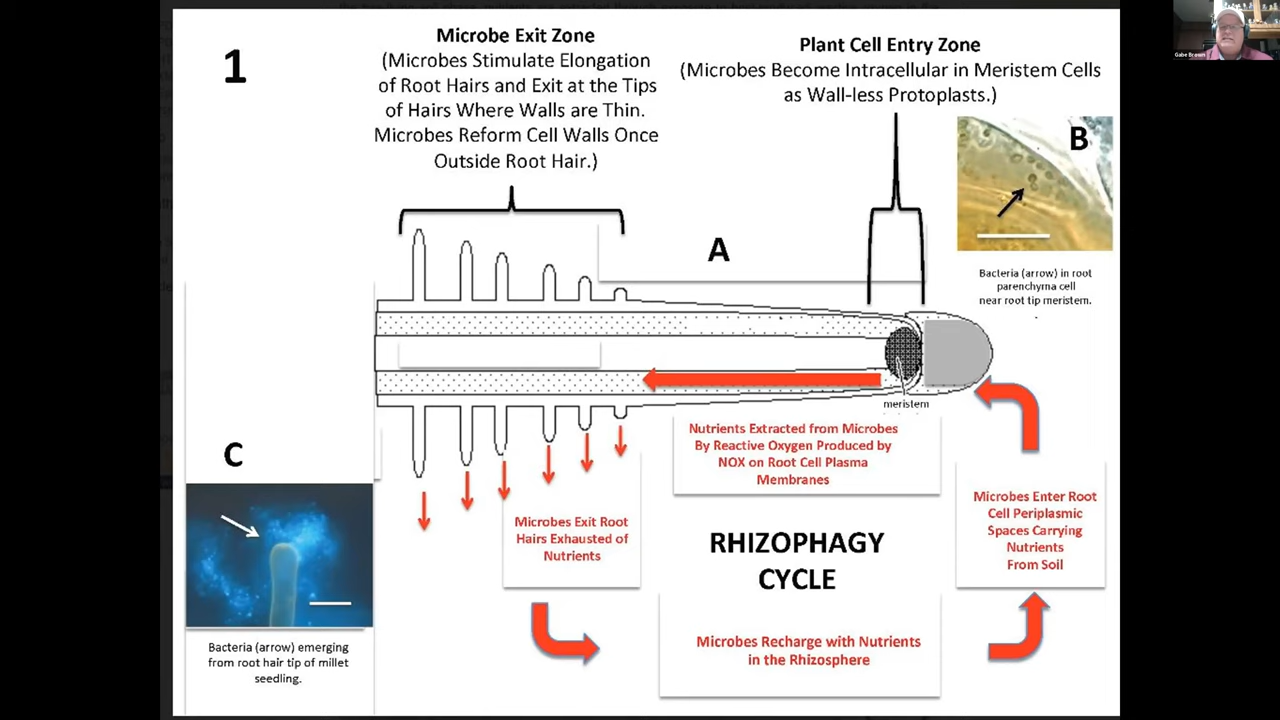 1
Microbe Exit Zone
(Microbes Stimulate Elongation
of Root Hairs and Exit at the Tips
of Hairs Where Walls are Thin.
Microbes Reform Cell Walls Once
Outside Root Hair.)
Plant Cell Entry Zone
(Microbes Become Intracellular in Meristem Cells
as Wall-less Protoplasts.)
A
B
Bacteria (arrow) in root
parenchyma cell
near root tip meristem.
meristem
Nutrients Extracted from Microbes
By Reactive Oxygen Produced by
NOX on Root Cell Plasma
Membranes
C
Bacteria (arrow) emerging
from root hair tip of millet
seedling.
Microbes Exit Root
Hairs Exhausted of
Nutrients
RHIZOPHAGY
CYCLE
Microbes Enter Root
Cell Periplasmic
Spaces Carrying
Nutrients
From Soil
Microbes Recharge with Nutrients
in the Rhizosphere
Gabe Brown